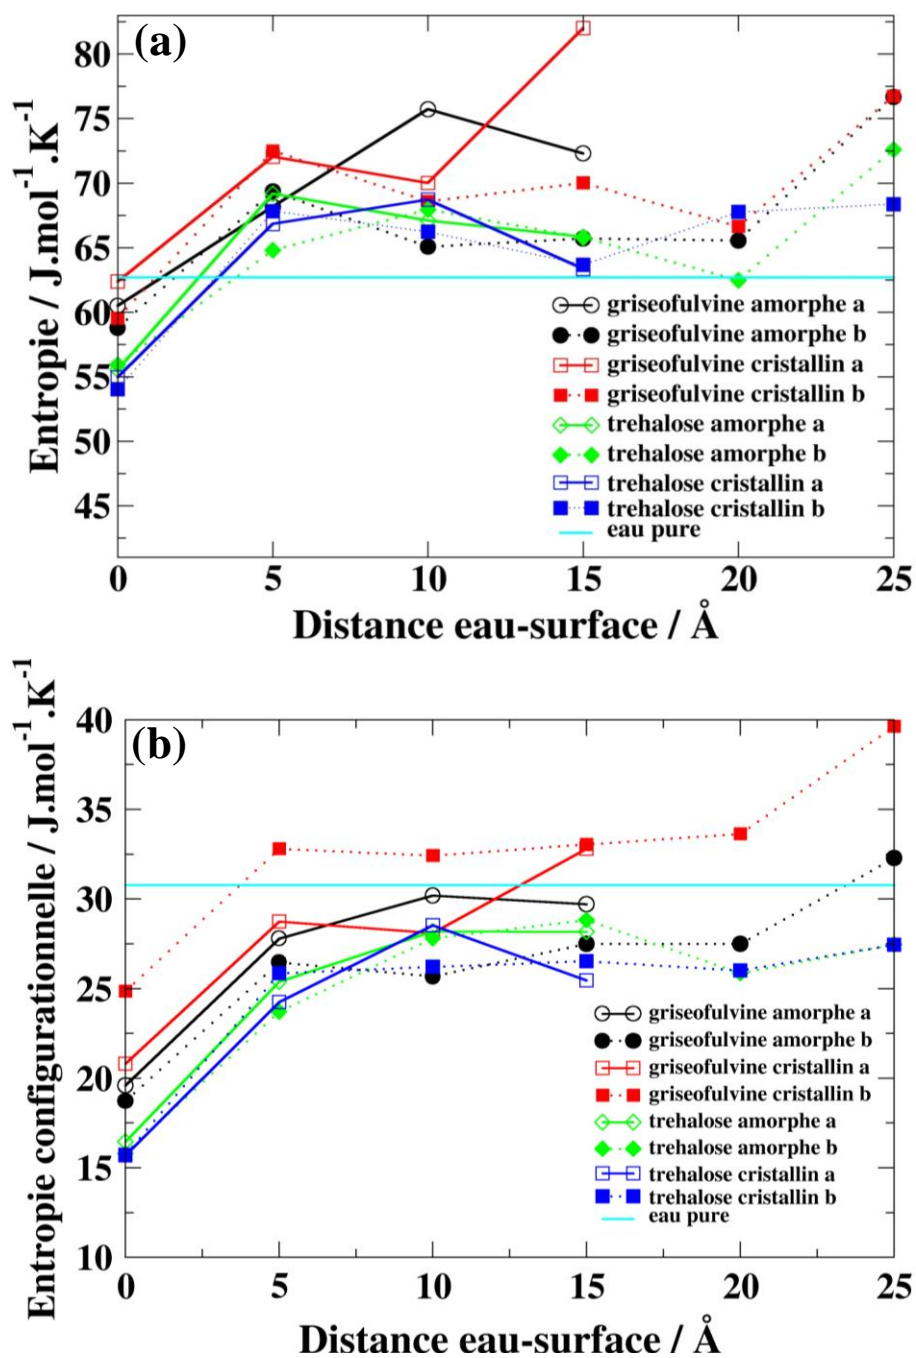 (a)
80
75
70
65
60
55
50
45
Entropie / J.mol⁻¹.K⁻¹
griseofulvine amorphe a
griseofulvine amorphe b
griseofulvine cristallin a
griseofulvine cristallin b
trehalose amorphe a
trehalose amorphe b
trehalose cristallin a
trehalose cristallin b
eau pure
0 5 10 15 20 25
Distance eau-surface / Å
(b)
40
35
30
25
20
15
10
Entropie configurationnelle / J.mol⁻¹.K⁻¹
griseofulvine amorphe a
griseofulvine amorphe b
griseofulvine cristallin a
griseofulvine cristallin b
trehalose amorphe a
trehalose amorphe b
trehalose cristallin a
trehalose cristallin b
eau pure
0 5 10 15 20 25
Distance eau-surface / Å